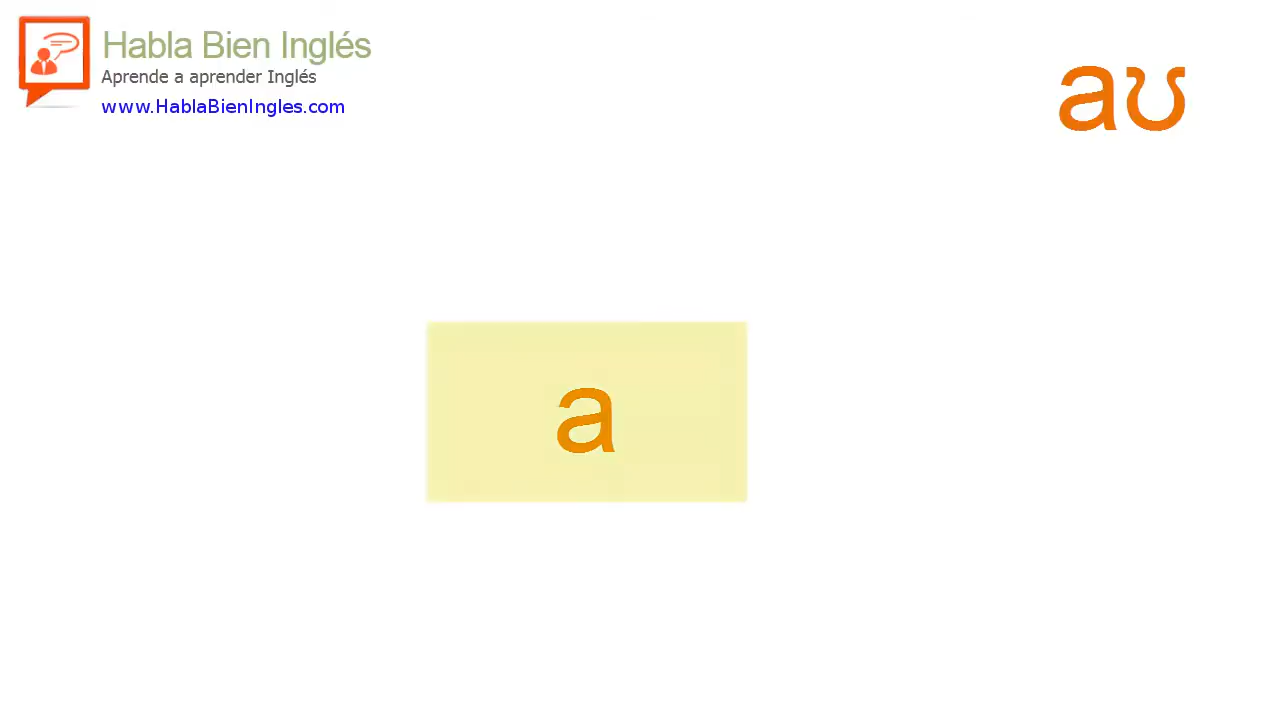 Habla Bien Inglés
Aprende a aprender Inglés
www.HablaBienIngles.com
aʊ
a